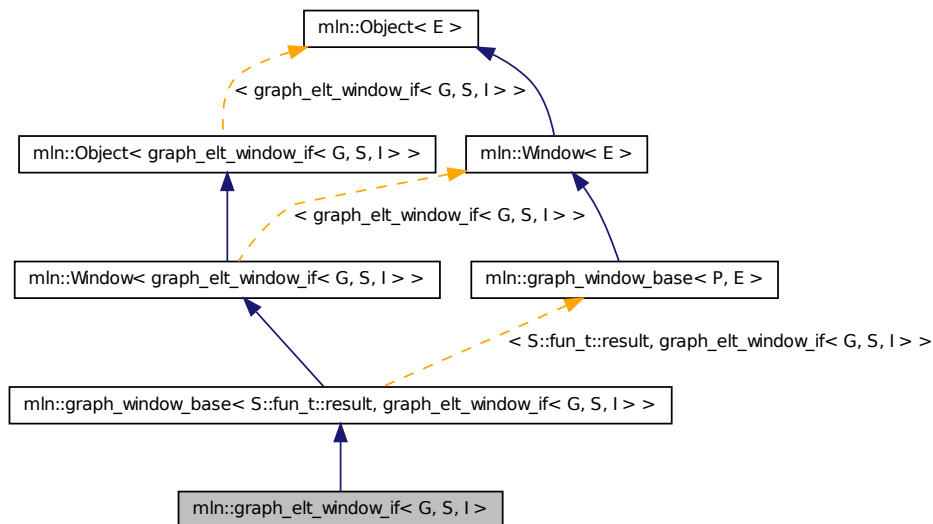 mln::Object< E >
< graph_elt_window_if< G, S, I > >
mln::Object< graph_elt_window_if< G, S, I > >
mln::Window< E >
< graph_elt_window_if< G, S, I > >
mln::Window< graph_elt_window_if< G, S, I > >
mln::graph_window_base< P, E >
< S::fun_t::result, graph_elt_window_if< G, S, I > >
mln::graph_window_base< S::fun_t::result, graph_elt_window_if< G, S, I > >
mln::graph_elt_window_if< G, S, I >